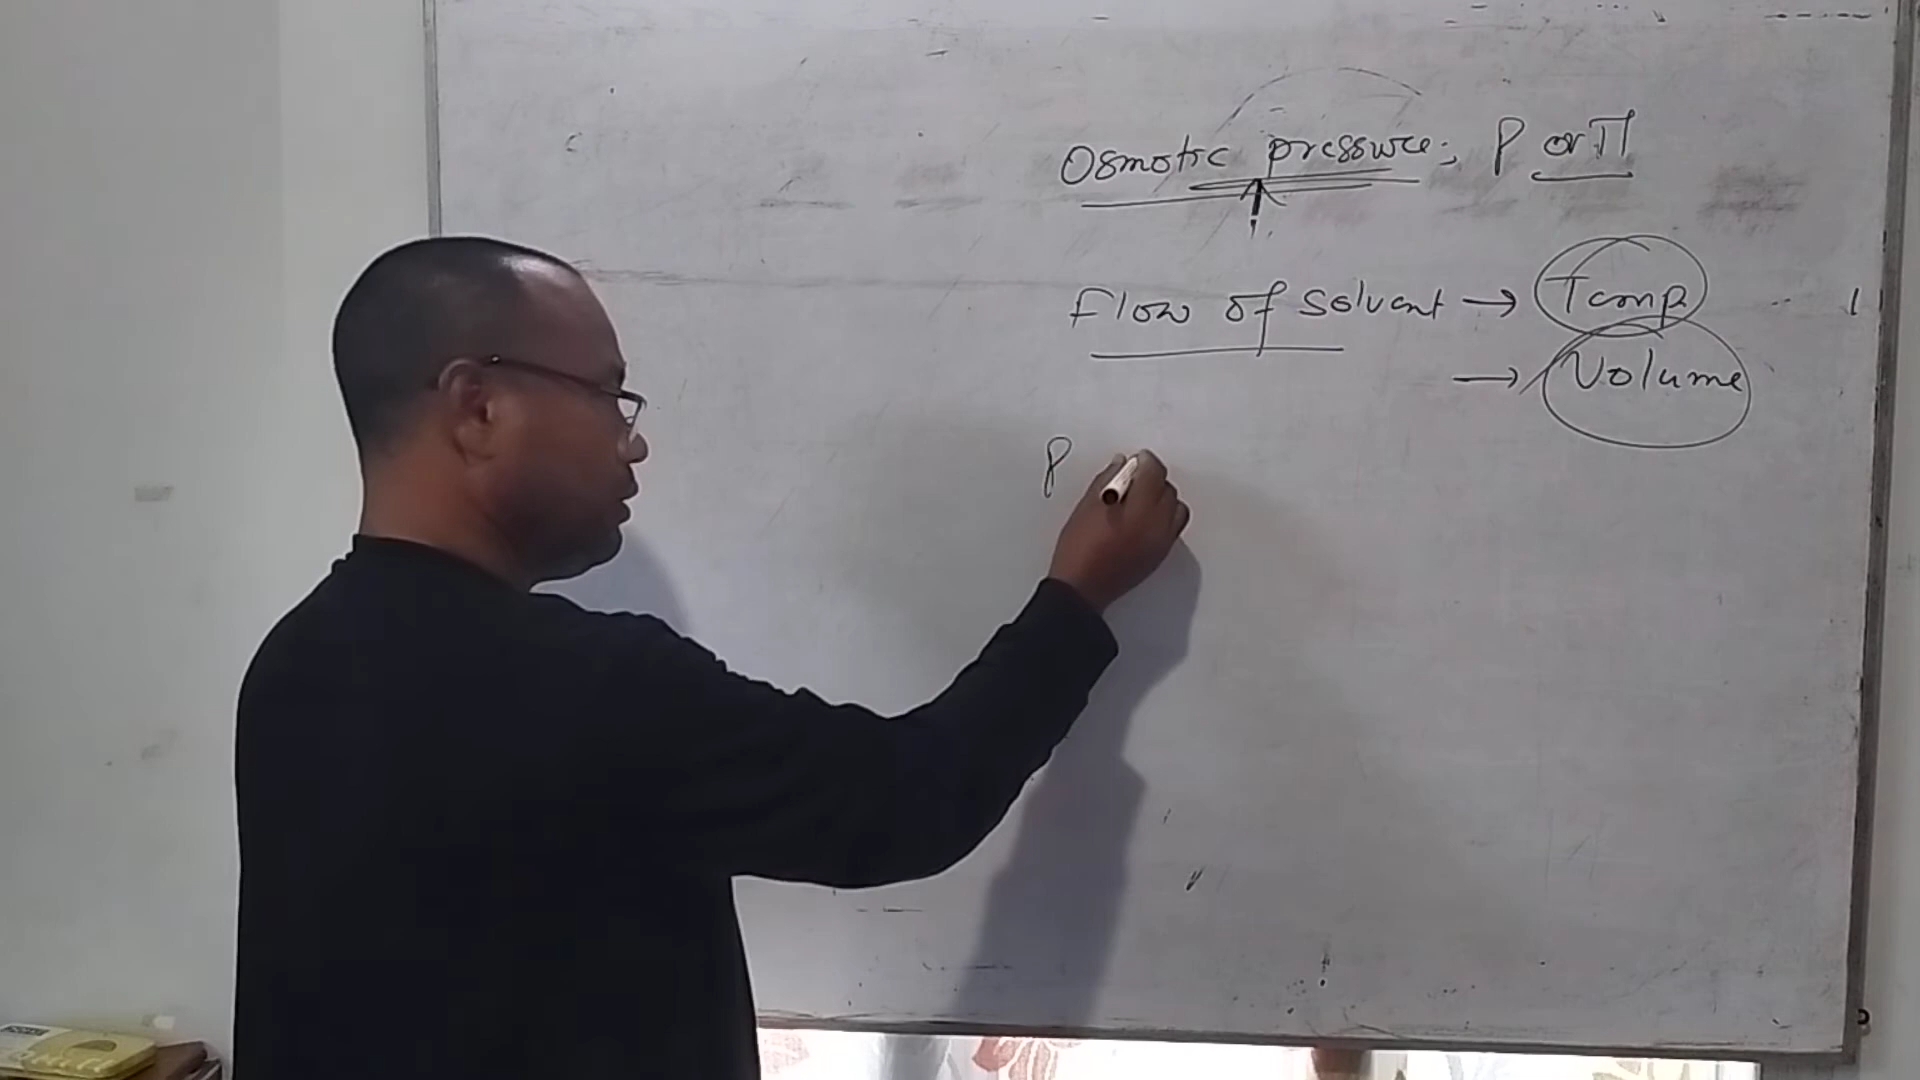 Osmotic pressure; P or π
Flow of solvent → Temp
→ Volume
P